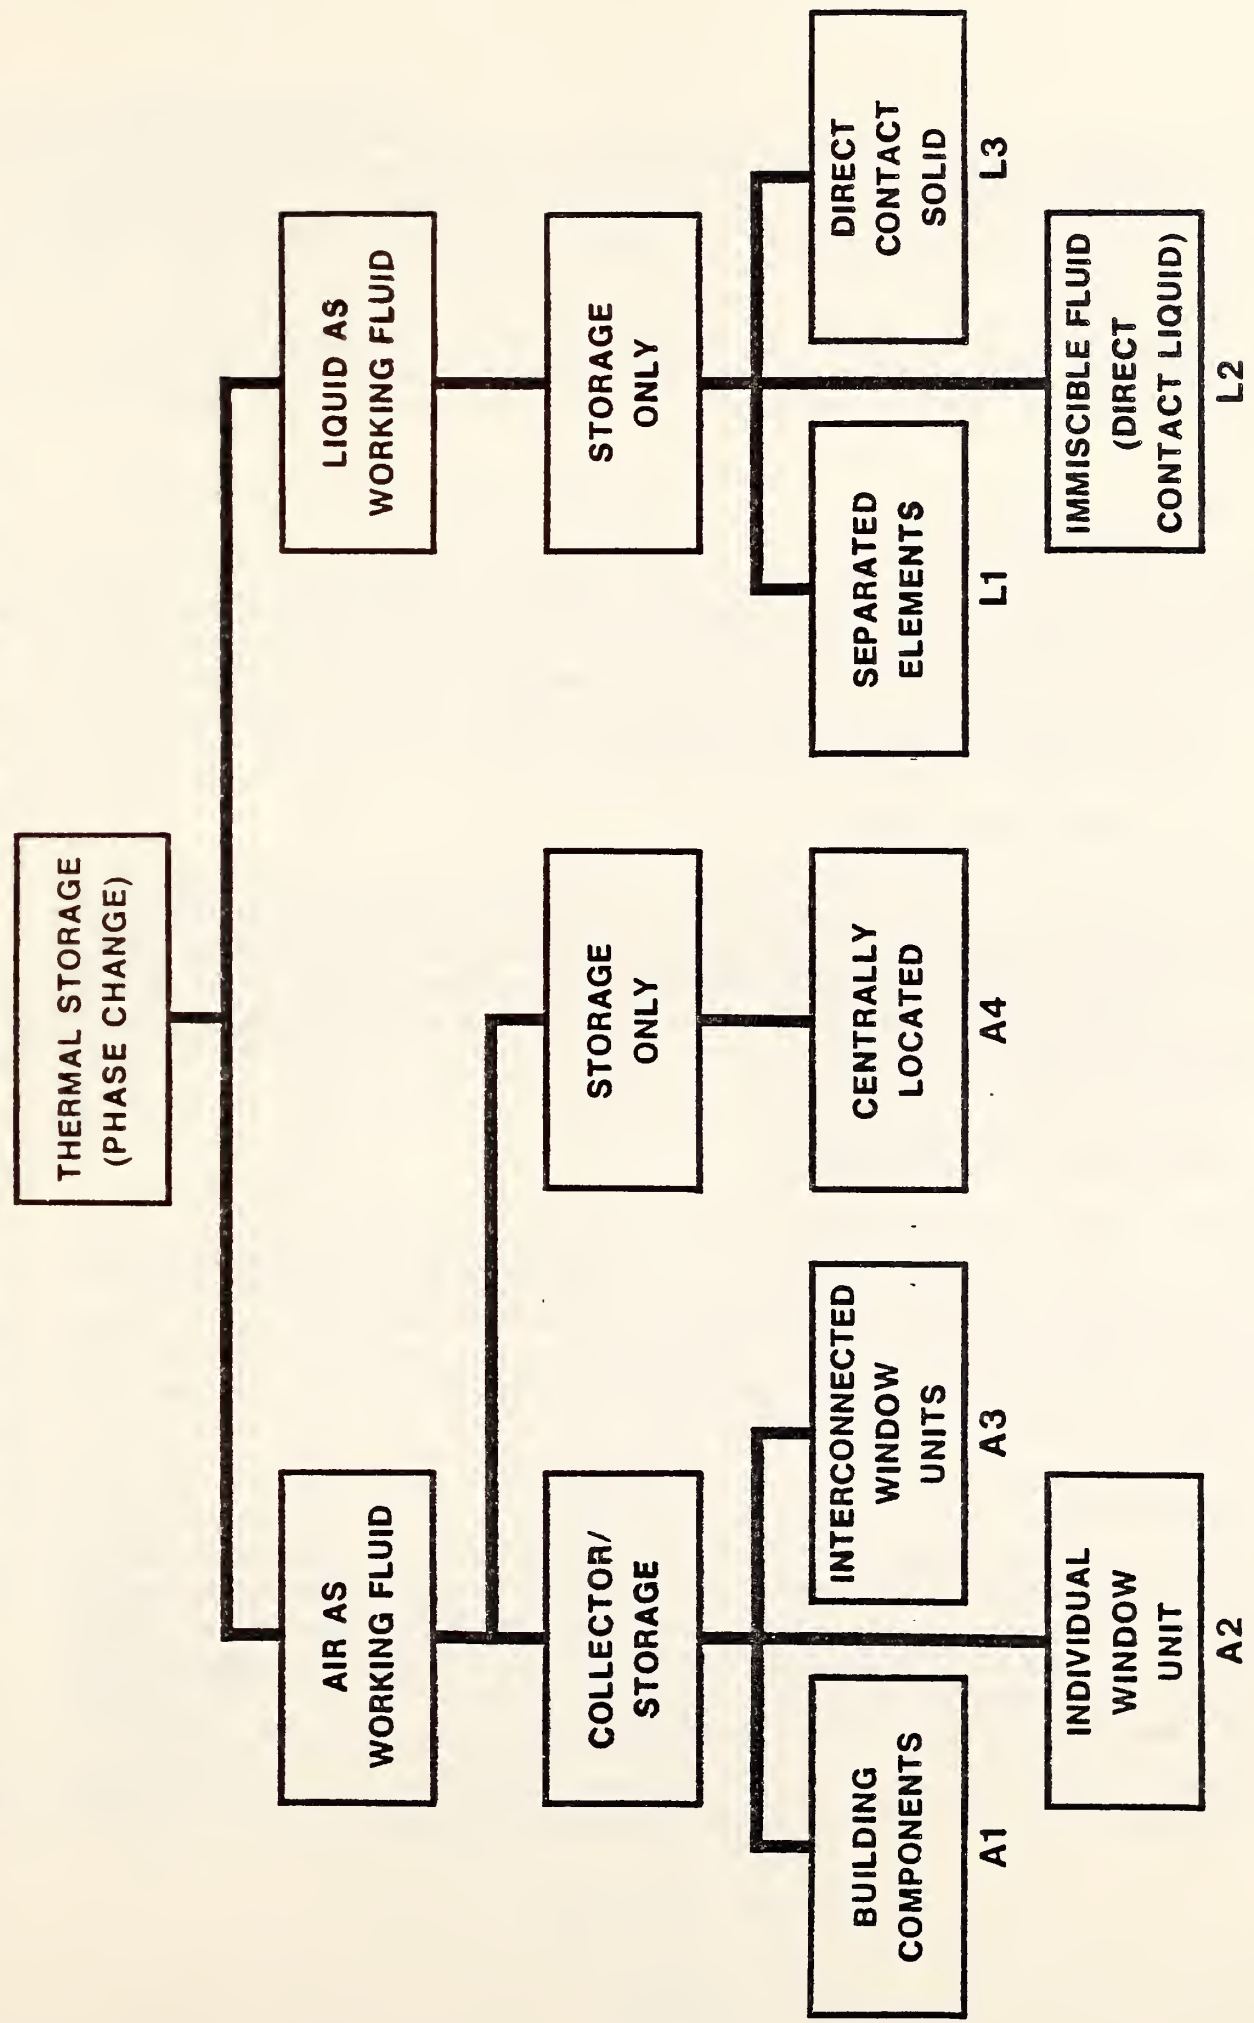 THERMAL STORAGE
(PHASE CHANGE)
AIR AS
WORKING FLUID
LIQUID AS
WORKING FLUID
COLLECTOR/
STORAGE
STORAGE
ONLY
STORAGE
ONLY
BUILDING
COMPONENTS
A1
INTERCONNECTED
WINDOW
UNITS
A3
CENTRALLY
LOCATED
A4
SEPARATED
ELEMENTS
L1
DIRECT
CONTACT
SOLID
L3
INDIVIDUAL
WINDOW
UNIT
A2
IMMISCIBLE FLUID
(DIRECT
CONTACT LIQUID)
L2